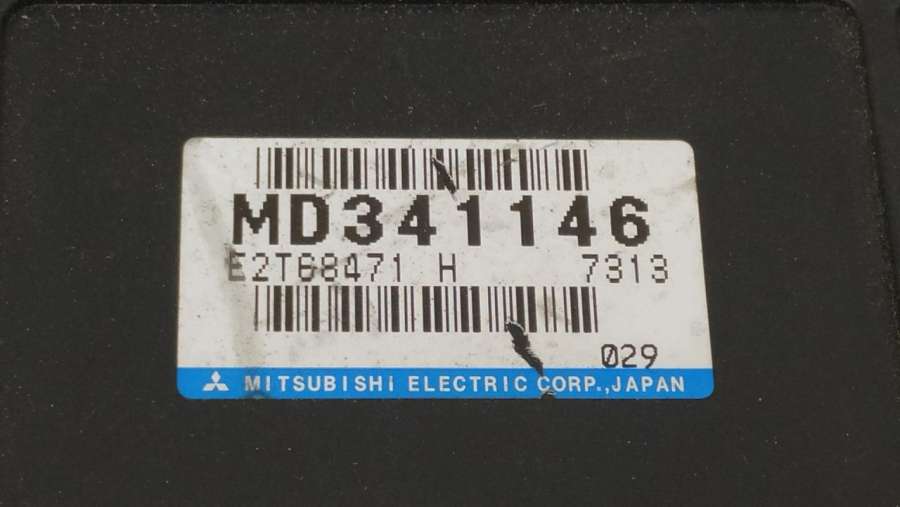 MD341146
E2T68471 H 7313
029
MITSUBISHI ELECTRIC CORP.,JAPAN